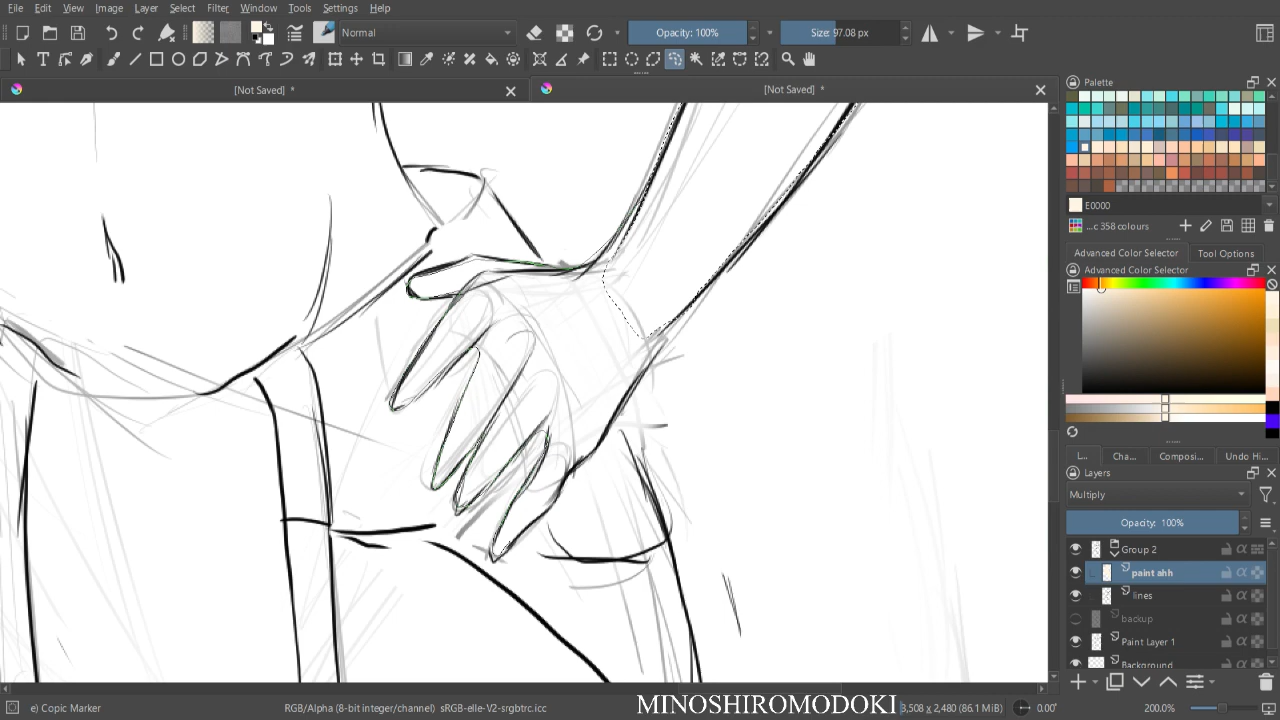 File Edit View Image Layer Select Filter Window Tools Settings Help
Normal
Opacity: 100%
Size: 97.08 px
[Not Saved] *
[Not Saved] *
Palette
E0000
...c 358 colours
Advanced Color Selector
Tool Options
Advanced Color Selector
L...
Cha...
Composi...
Undo Hi...
Layers
Multiply
Opacity: 100%
Group 2
paint ahh
lines
backup
Paint Layer 1
Background
e) Copic Marker
RGB/Alpha (8-bit integer/channel) sRGB-elle-V2-srgbtrc.icc
MINOSHIROMODOKI
3,508 x 2,480 (86.1 MiB)
0.00°
200.0%